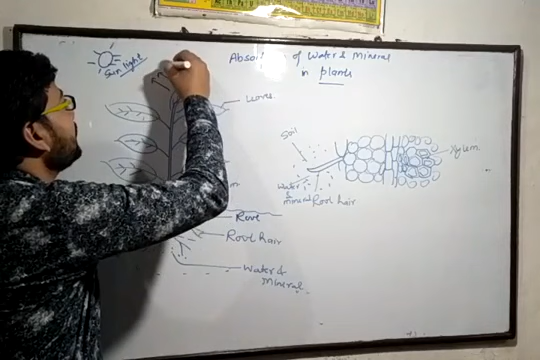 of water & mineral
in plants
Sun light
Leaves
Soil
Xylem
Water
&
mineral
Root hair
Root
Root hair
Water &
Mineral